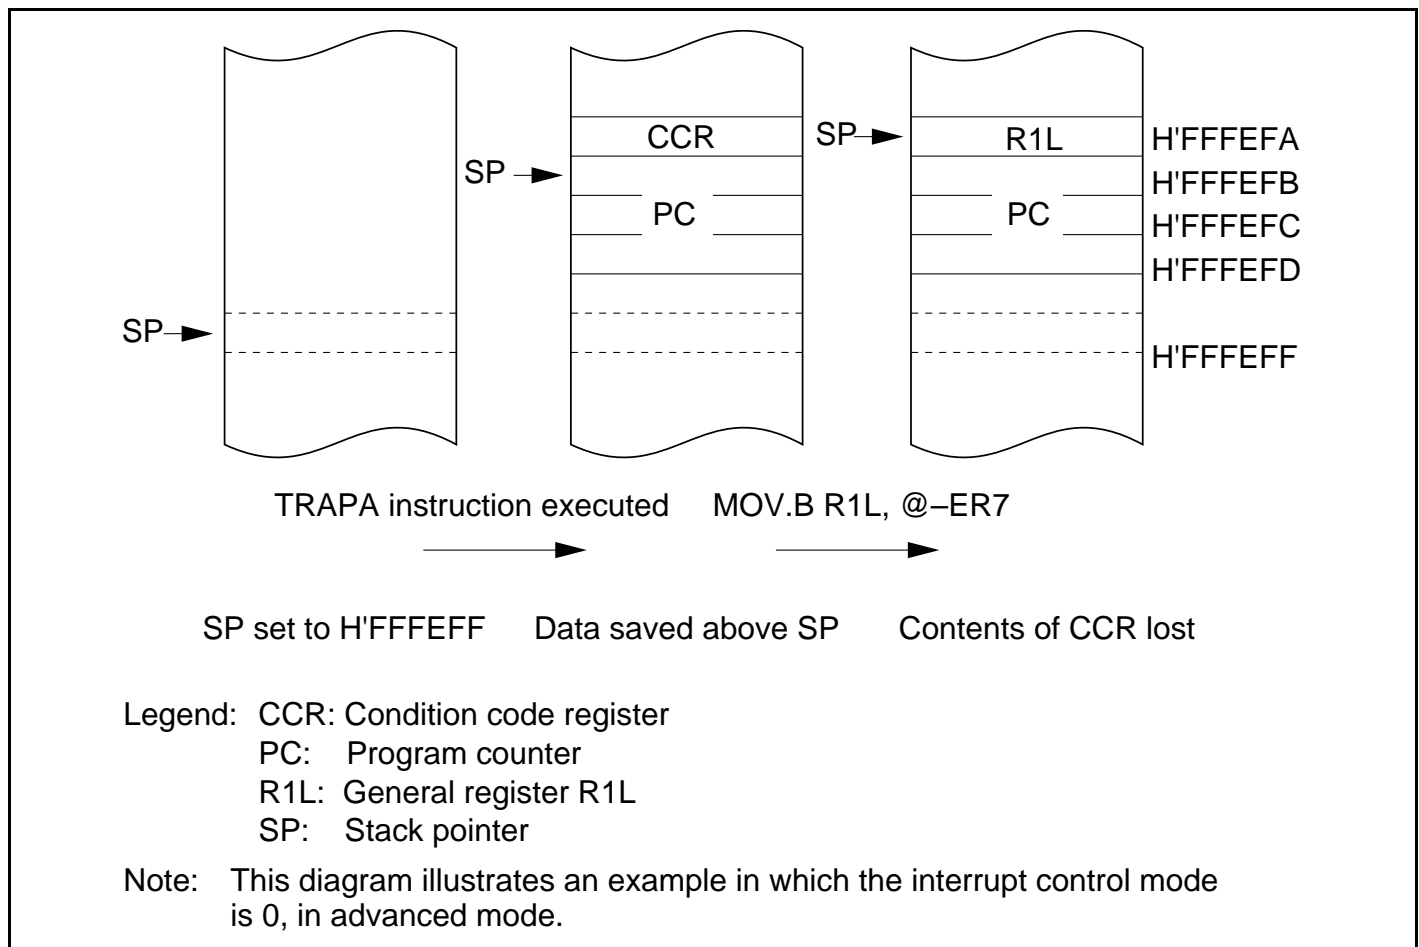 CCR
SP
R1L
H'FFFEFA
SP
H'FFFEFB
PC
PC
H'FFFEFC
H'FFFEFD
SP
H'FFFEFF
TRAPA instruction executed
MOV.B R1L, @–ER7
SP set to H'FFFEFF
Data saved above SP
Contents of CCR lost
Legend: CCR: Condition code register
PC: Program counter
R1L: General register R1L
SP: Stack pointer
Note: This diagram illustrates an example in which the interrupt control mode
is 0, in advanced mode.